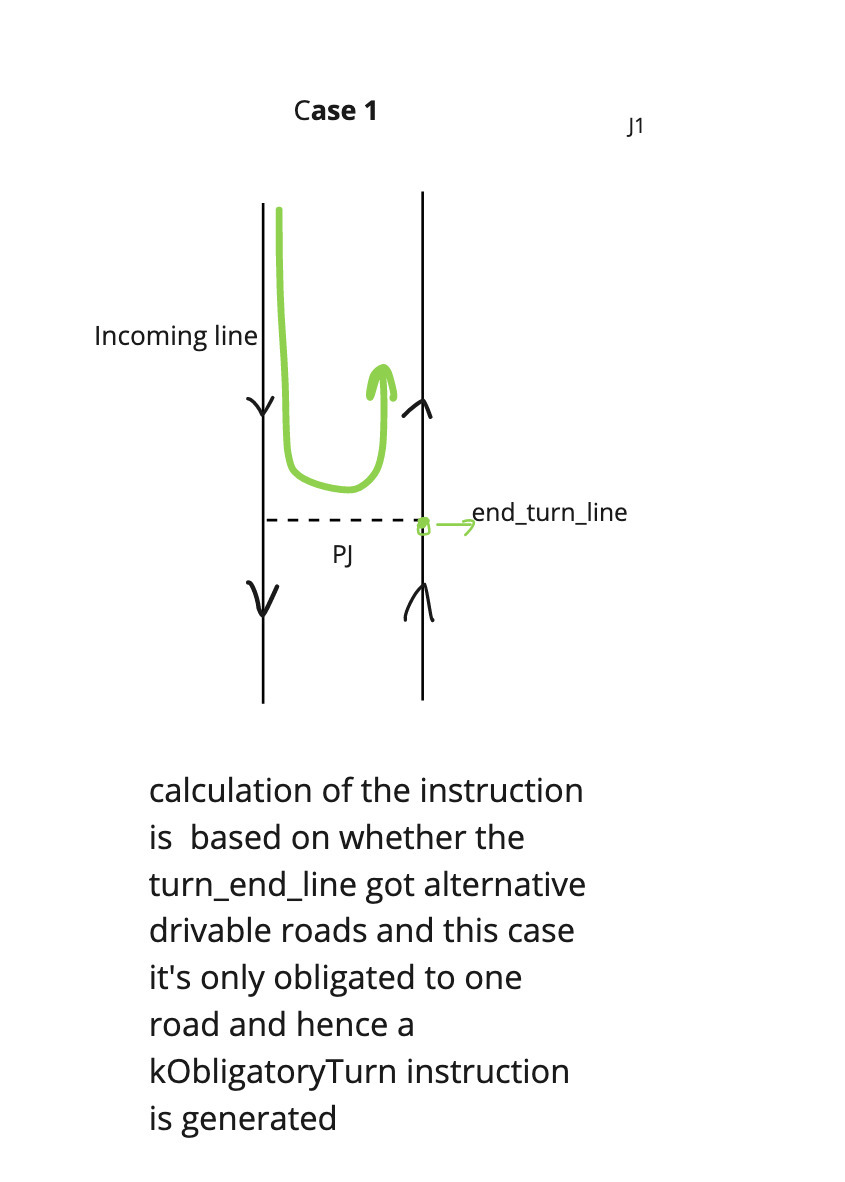 Case 1
J1
Incoming line
end_turn_line
PJ
calculation of the instruction
is  based on whether the
turn_end_line got alternative
drivable roads and this case
it's only obligated to one
road and hence a
kObligatoryTurn instruction
is generated